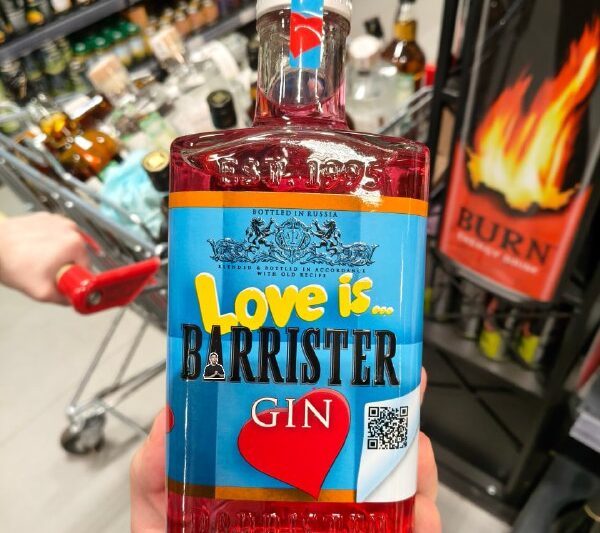 EST. 1995
BOTTLED IN RUSSIA
BLENDED & BOTTLED IN ACCORDANCE
WITH OLD RECIPE
Love is...
BARRISTER
GIN
BARRISTER
BURN
ENERGY DRINK